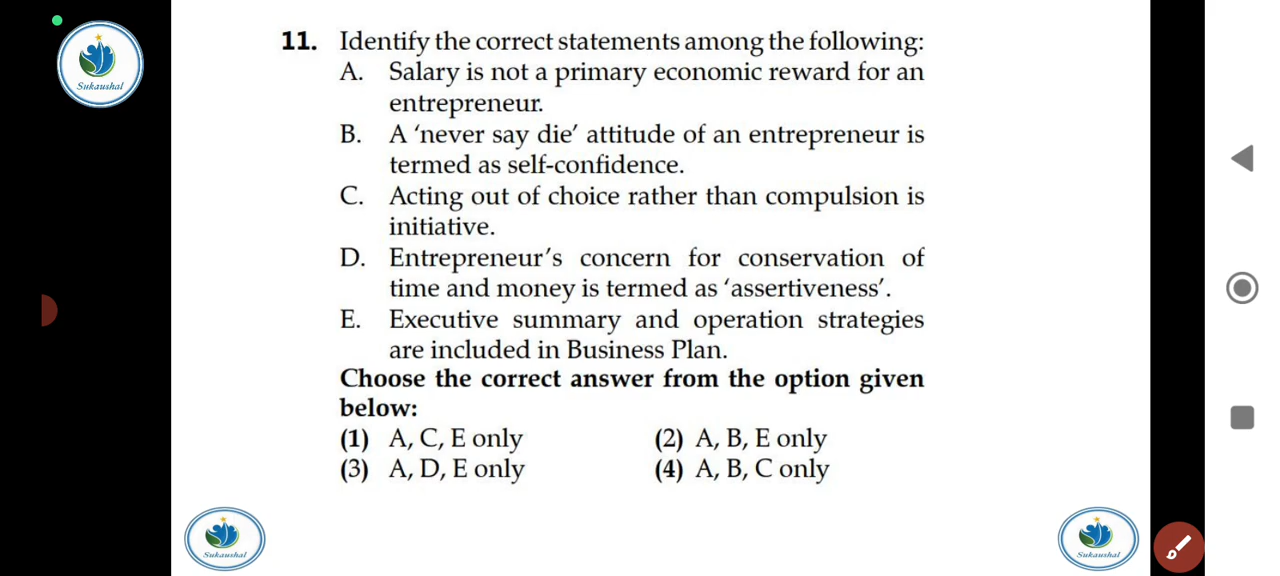 Sukaushal
11. Identify the correct statements among the following:
A. Salary is not a primary economic reward for an
entrepreneur.
B. A ‘never say die’ attitude of an entrepreneur is
termed as self-confidence.
C. Acting out of choice rather than compulsion is
initiative.
D. Entrepreneur’s concern for conservation of
time and money is termed as ‘assertiveness’.
E. Executive summary and operation strategies
are included in Business Plan.
Choose the correct answer from the option given
below:
(1) A, C, E only (2) A, B, E only
(3) A, D, E only (4) A, B, C only
Sukaushal Sukaushal